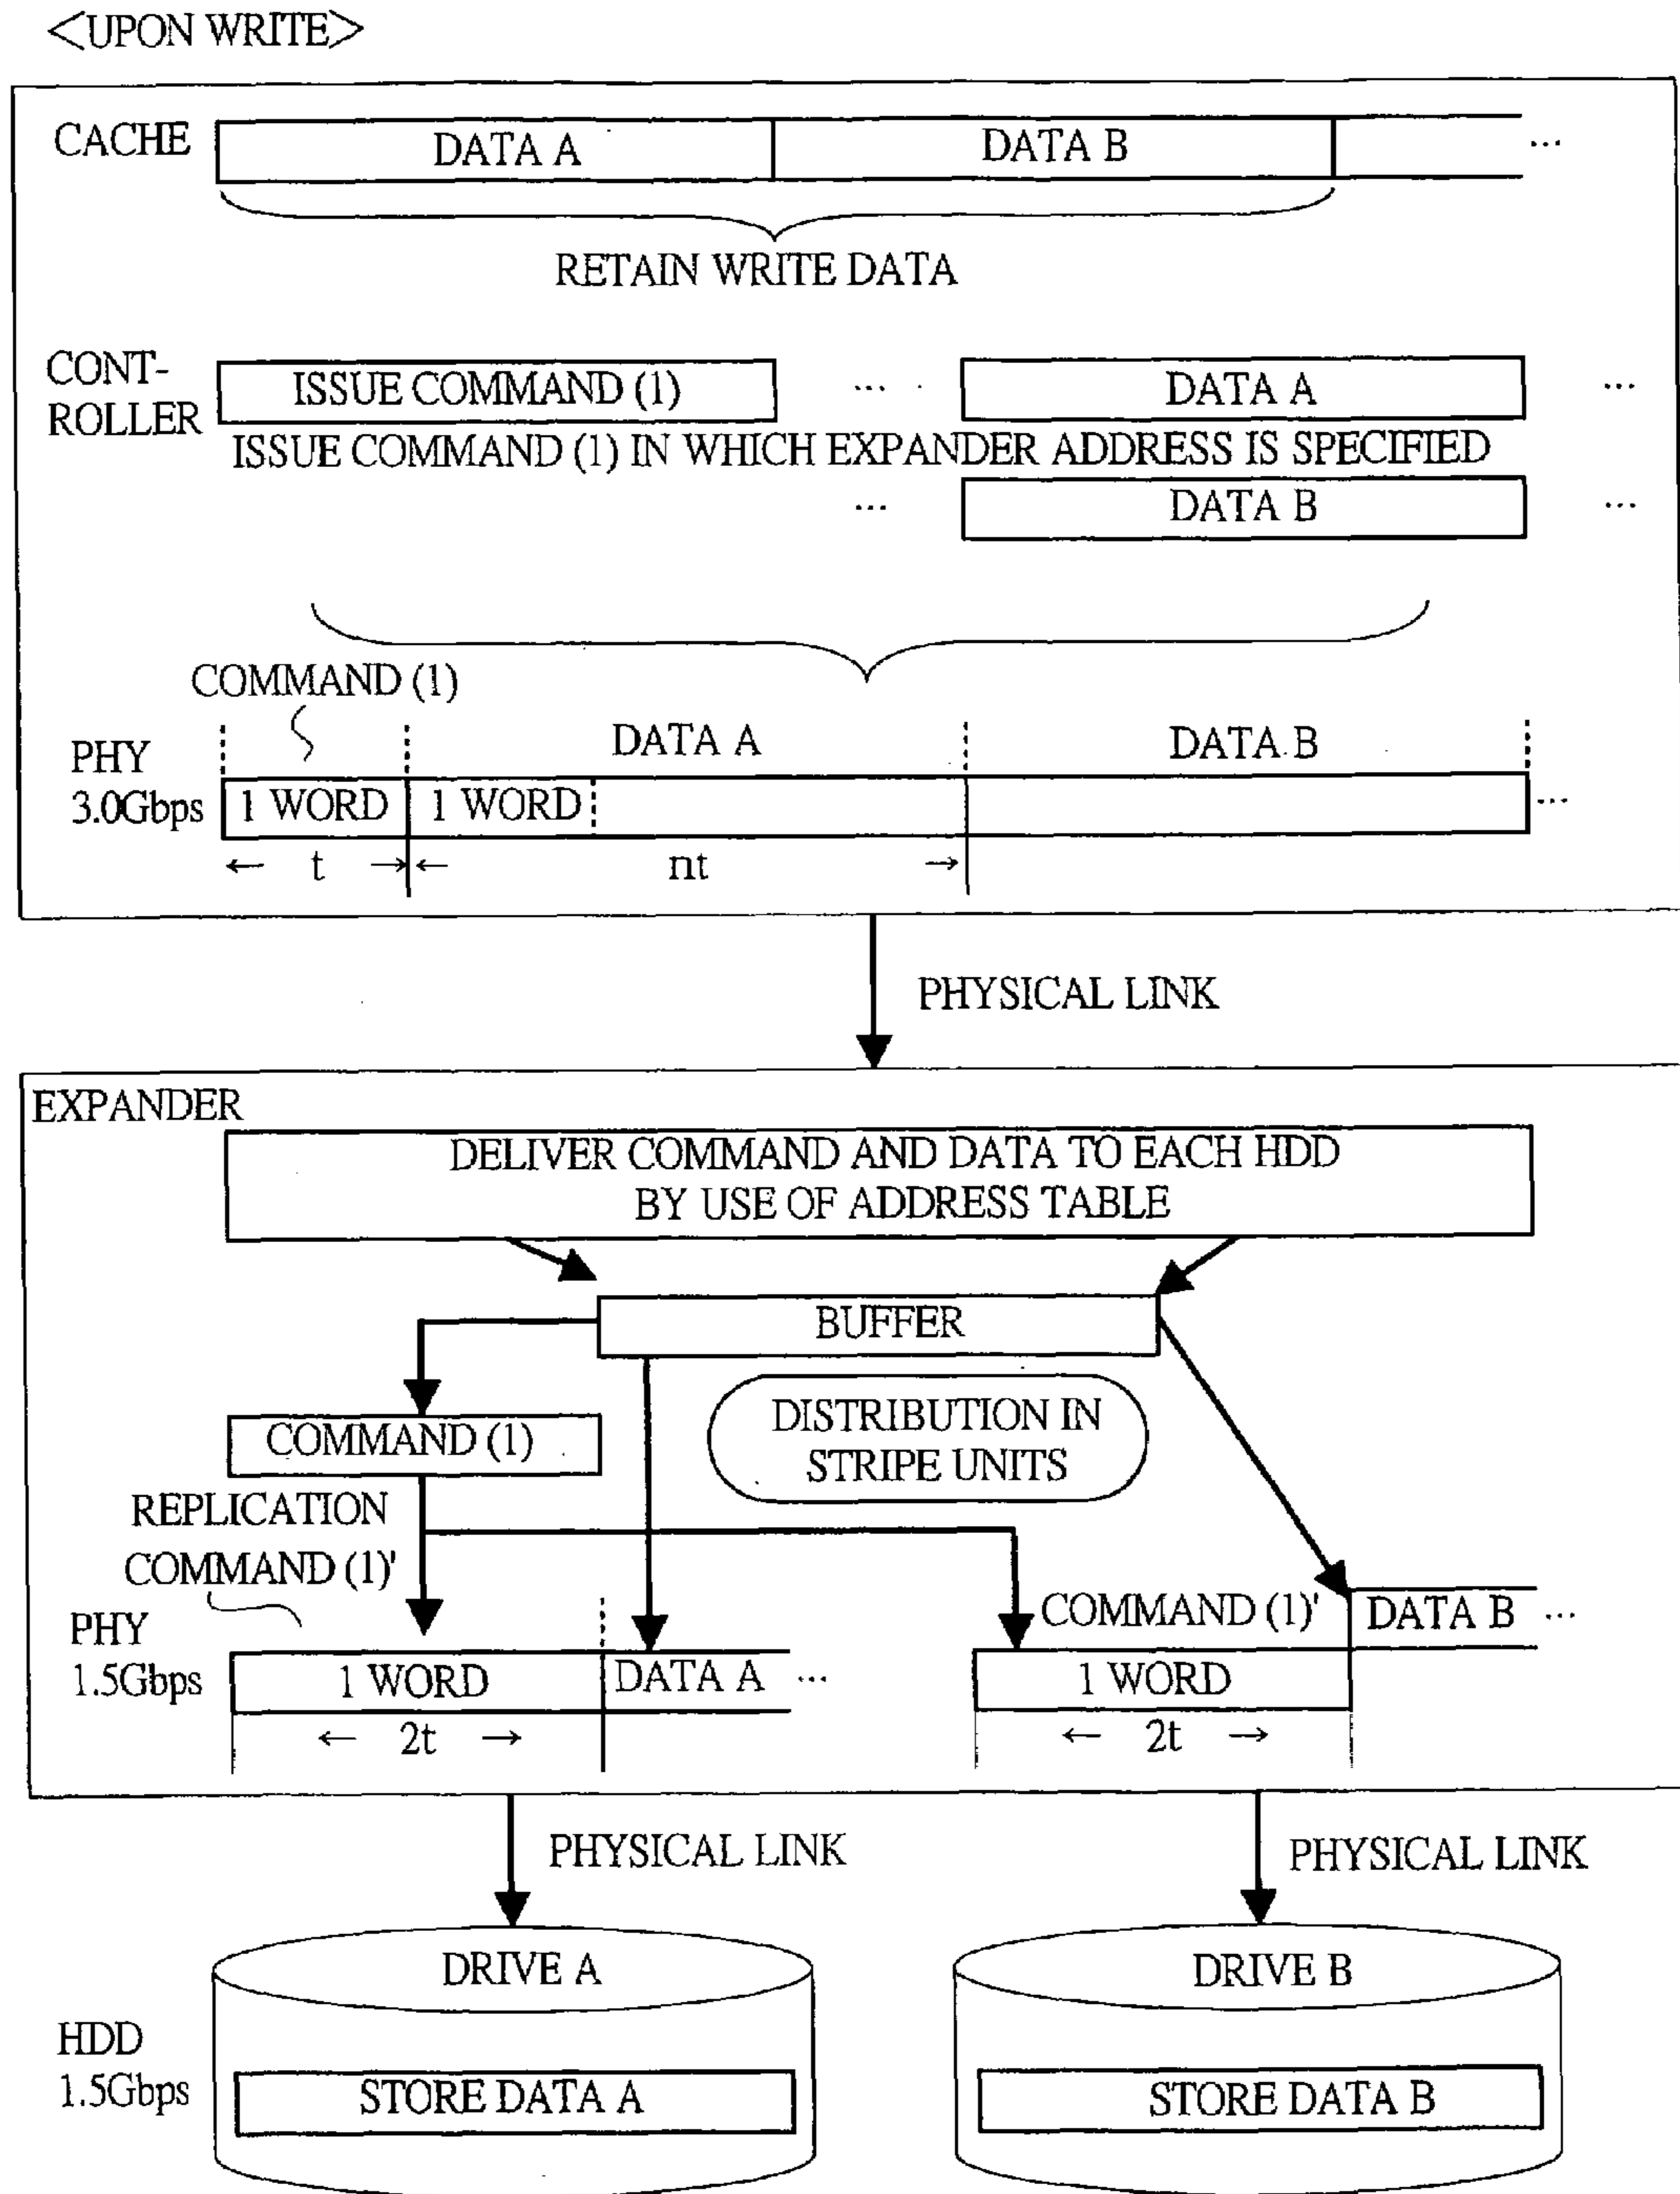 <UPON WRITE>
CACHE
DATA A
DATA B
...
RETAIN WRITE DATA
CONT-
ROLLER
ISSUE COMMAND (1)
...
DATA A
...
ISSUE COMMAND (1) IN WHICH EXPANDER ADDRESS IS SPECIFIED
...
DATA B
...
COMMAND (1)
PHY
3.0Gbps
DATA A
DATA B
1 WORD
1 WORD
...
← t →
← nt →
PHYSICAL LINK
EXPANDER
DELIVER COMMAND AND DATA TO EACH HDD
BY USE OF ADDRESS TABLE
BUFFER
COMMAND (1)
DISTRIBUTION IN
STRIPE UNITS
REPLICATION
COMMAND (1)'
COMMAND (1)'
DATA B ...
PHY
1.5Gbps
1 WORD
DATA A ...
1 WORD
← 2t →
← 2t →
PHYSICAL LINK
PHYSICAL LINK
DRIVE A
DRIVE B
HDD
1.5Gbps
STORE DATA A
STORE DATA B